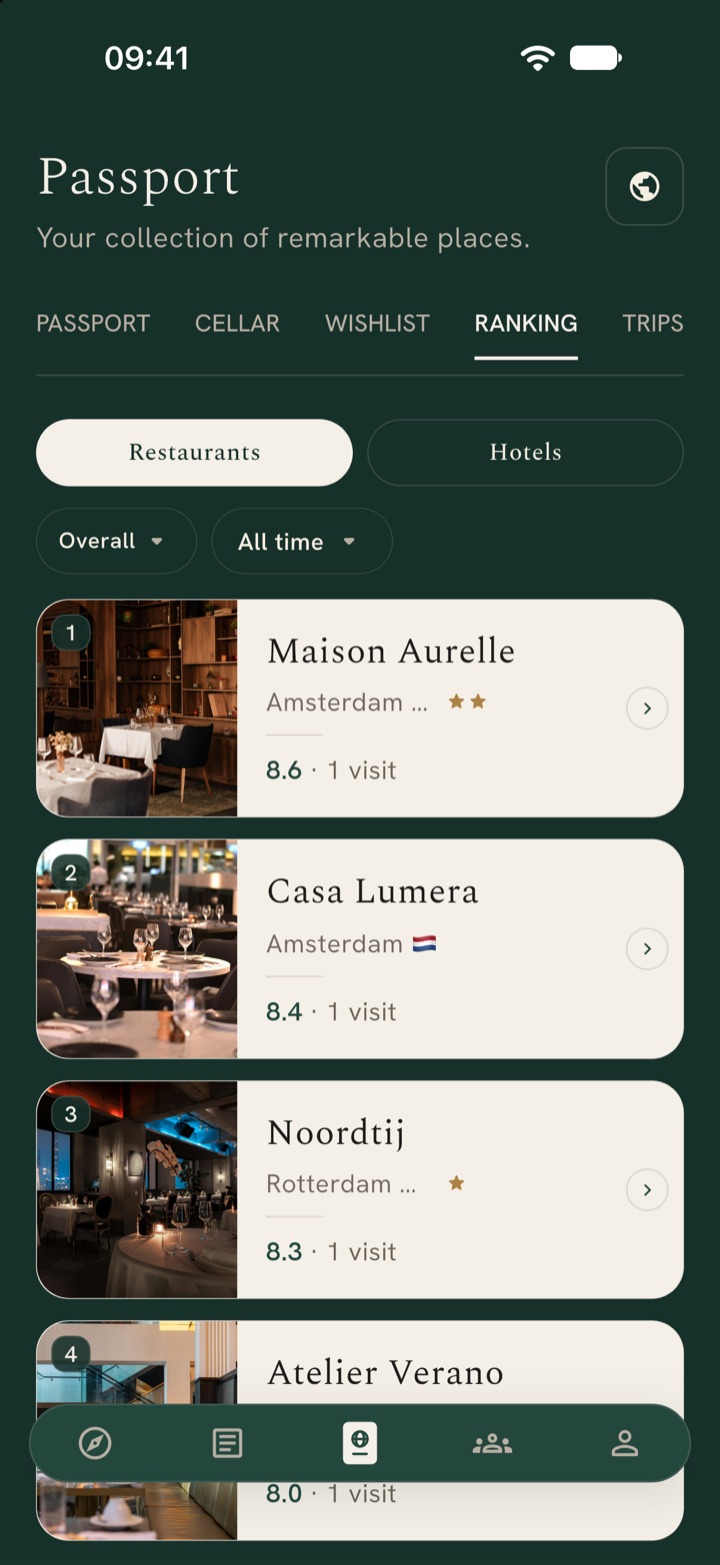 09:41
Passport
Your collection of remarkable places.
PASSPORT CELLAR WISHLIST RANKING TRIPS
Restaurants Hotels
Overall All time
1
Maison Aurelle
Amsterdam ...
8.6 · 1 visit
2
Casa Lumera
Amsterdam 🇳🇱
8.4 · 1 visit
3
Noordtij
Rotterdam ...
8.3 · 1 visit
4
Atelier Verano
8.0 · 1 visit